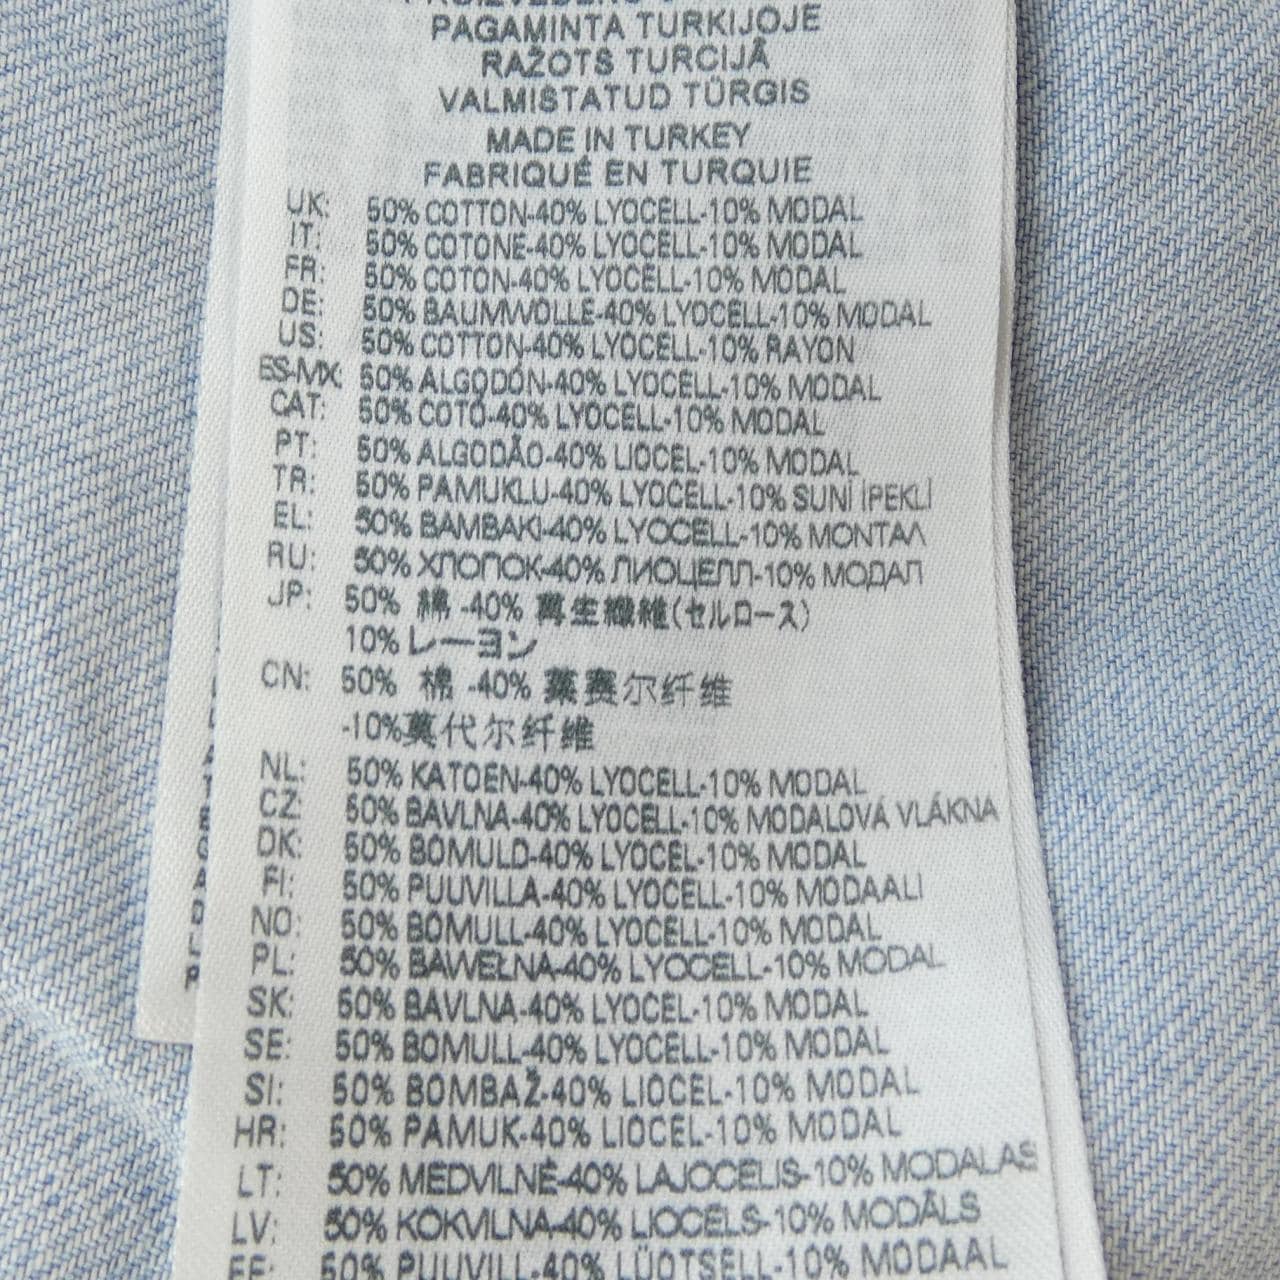 PAGAMINTA TURKIJOJE
RAŽOTS TURCIJĀ
VALMISTATUD TÜRGIS
MADE IN TURKEY
FABRIQUÉ EN TURQUIE
UK: 50% COTTON-40% LYOCELL-10% MODAL
IT: 50% COTONE-40% LYOCELL-10% MODAL
FR: 50% COTON-40% LYOCELL-10% MODAL
DE: 50% BAUMWOLLE-40% LYOCELL-10% MODAL
US: 50% COTTON-40% LYOCELL-10% RAYON
ES-MX 50% ALGODÓN-40% LYOCELL-10% MODAL
CAT: 50% COTÓ-40% LYOCELL-10% MODAL
PT: 50% ALGODÃO-40% LIOCEL-10% MODAL
TR: 50% PAMUKLU-40% LYOCELL-10% SUNİ İPEKLİ
EL: 50% ΒΑΜΒΑΚΙ-40% LYOCELL-10% ΜΟΝΤΑΛ
RU: 50% ХЛОПОК-40% ЛИОЦЕЛЛ-10% МОДАЛ
JP: 50% 綿 -40% 再生繊維(セルロース)
10% レーヨン
CN: 50% 棉 -40% 莱赛尔纤维
-10%莫代尔纤维
NL: 50% KATOEN-40% LYOCELL-10% MODAL
CZ: 50% BAVLNA-40% LYOCELL-10% MODALOVÁ VLÁKNA
DK: 50% BOMULD-40% LYOCEL-10% MODAL
FI: 50% PUUVILLA-40% LYOCELL-10% MODAALI
NO: 50% BOMULL-40% LYOCELL-10% MODAL
PL: 50% BAWEŁNA-40% LYOCELL-10% MODAL
SK: 50% BAVLNA-40% LYOCEL-10% MODAL
SE: 50% BOMULL-40% LYOCELL-10% MODAL
SI: 50% BOMBAŽ-40% LIOCEL-10% MODAL
HR: 50% PAMUK-40% LIOCEL-10% MODAL
LT: 50% MEDVILNĖ-40% LAJOCELIS-10% MODALAS
LV: 50% KOKVILNA-40% LIOCELS-10% MODĀLS
EE: 50% PUUVILL-40% LÜOTSELL-10% MODAAL